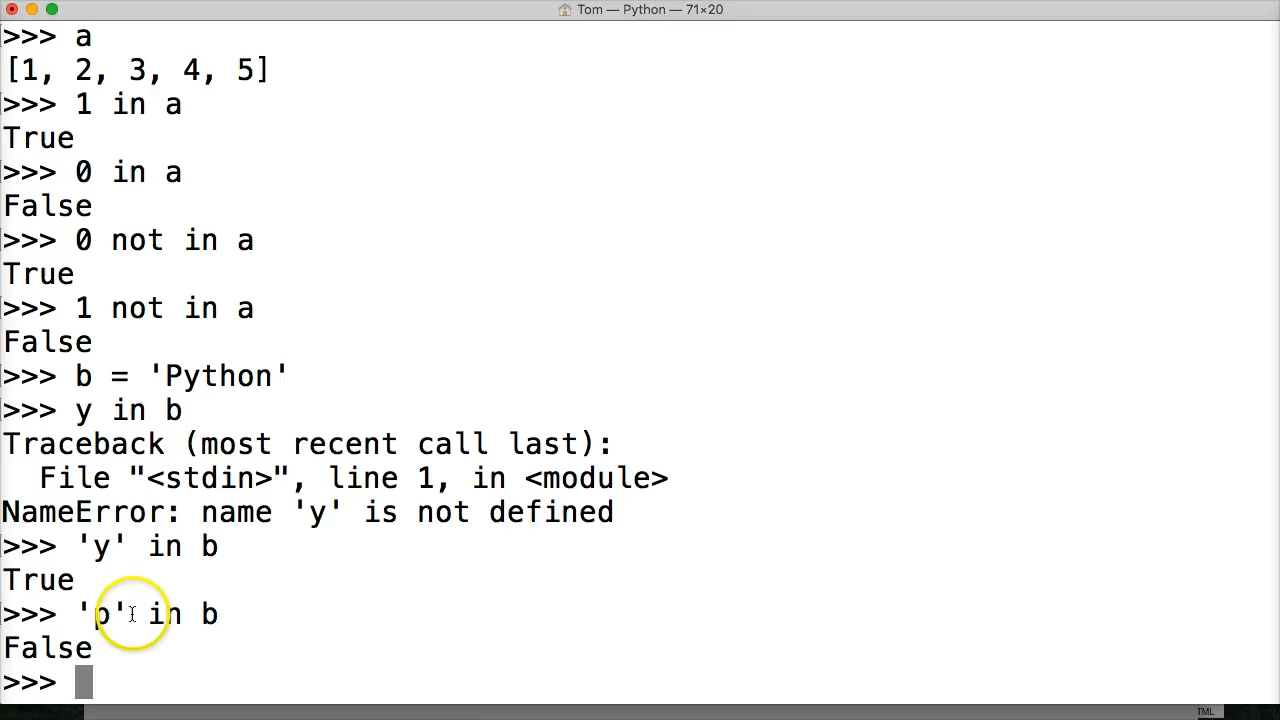 Tom — Python — 71×20
>>> a
[1, 2, 3, 4, 5]
>>> 1 in a
True
>>> 0 in a
False
>>> 0 not in a
True
>>> 1 not in a
False
>>> b = 'Python'
>>> y in b
Traceback (most recent call last):
  File "<stdin>", line 1, in <module>
NameError: name 'y' is not defined
>>> 'y' in b
True
>>> 'p' in b
False
>>>
TML